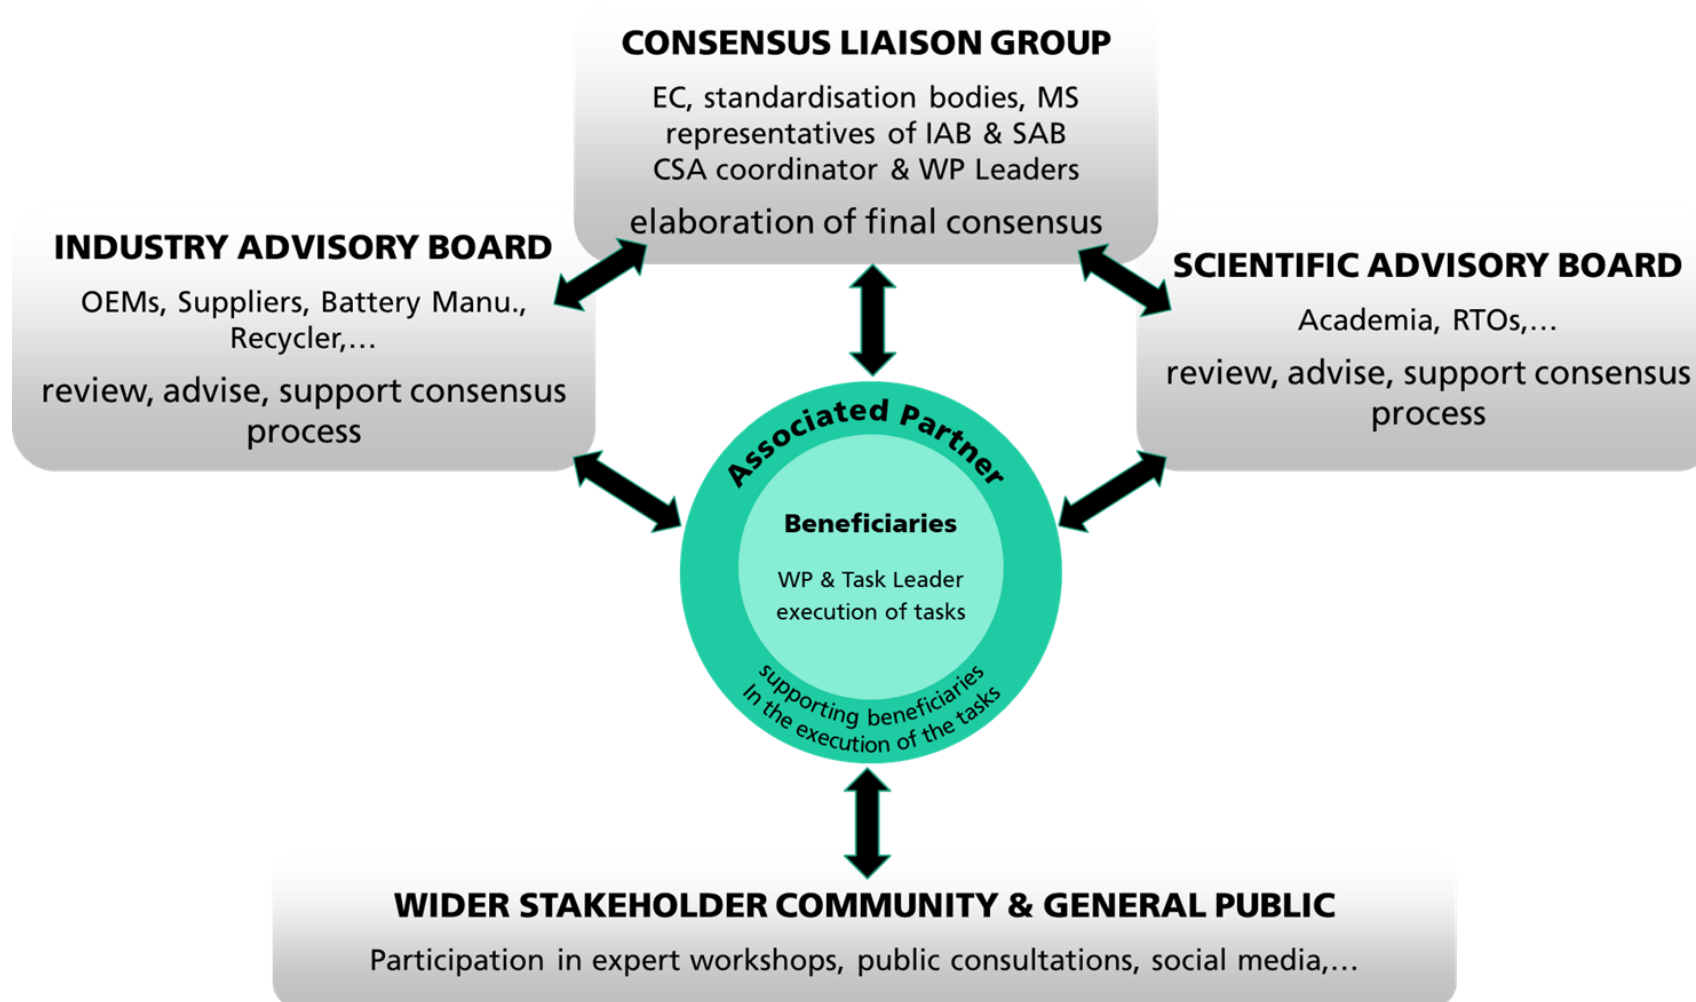 CONSENSUS LIAISON GROUP
EC, standardisation bodies, MS
representatives of IAB & SAB
CSA coordinator & WP Leaders
elaboration of final consensus
INDUSTRY ADVISORY BOARD
OEMs, Suppliers, Battery Manu.,
Recycler,...
review, advise, support consensus
process
SCIENTIFIC ADVISORY BOARD
Academia, RTOs,...
review, advise, support consensus
process
Associated Partner
Beneficiaries
WP & Task Leader
execution of tasks
supporting beneficiaries
In the execution of the tasks
WIDER STAKEHOLDER COMMUNITY & GENERAL PUBLIC
Participation in expert workshops, public consultations, social media,...